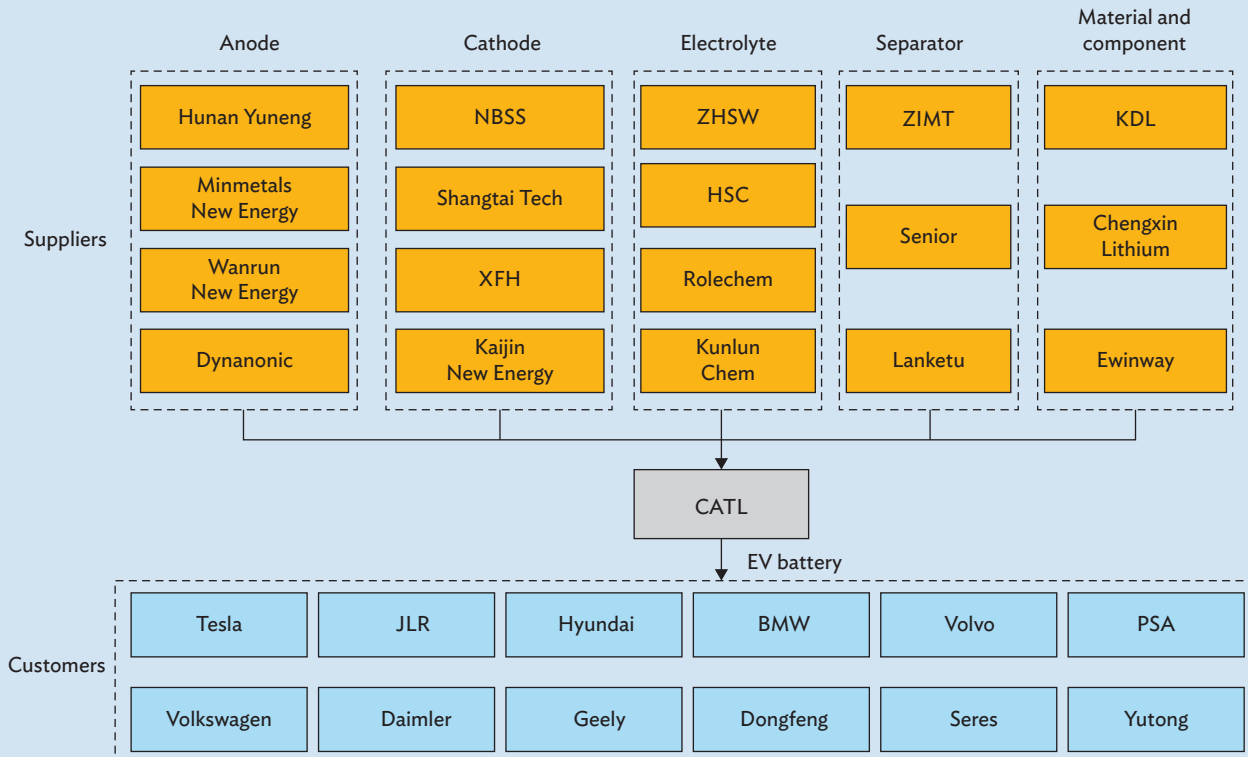 Anode
Cathode
Electrolyte
Separator
Material and
component
Suppliers
Hunan Yuneng
NBSS
ZHSW
ZIMT
KDL
Minmetals
New Energy
Shangtai Tech
HSC
Senior
Chengxin
Lithium
Wanrun
New Energy
XFH
Rolechem
Dynanonic
Kaijin
New Energy
Kunlun
Chem
Lanketu
Ewinway
CATL
EV battery
Customers
Tesla
JLR
Hyundai
BMW
Volvo
PSA
Volkswagen
Daimler
Geely
Dongfeng
Seres
Yutong